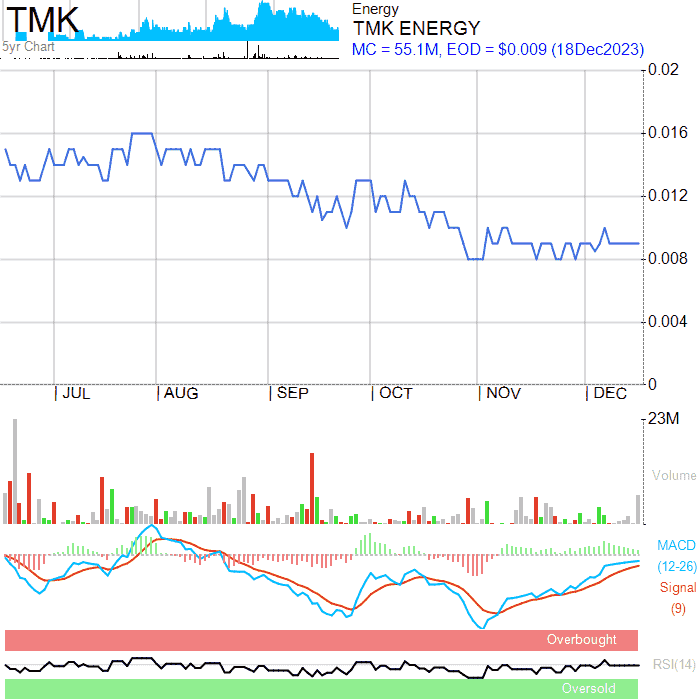 TMK
5yr Chart
Energy
TMK ENERGY
MC = 55.1M, EOD = $0.009 (18Dec2023)
0.02
0.016
0.012
0.008
0.004
0
JUL AUG SEP OCT NOV DEC
23M
Volume
MACD
(12-26)
Signal
(9)
Overbought
RSI(14)
Oversold